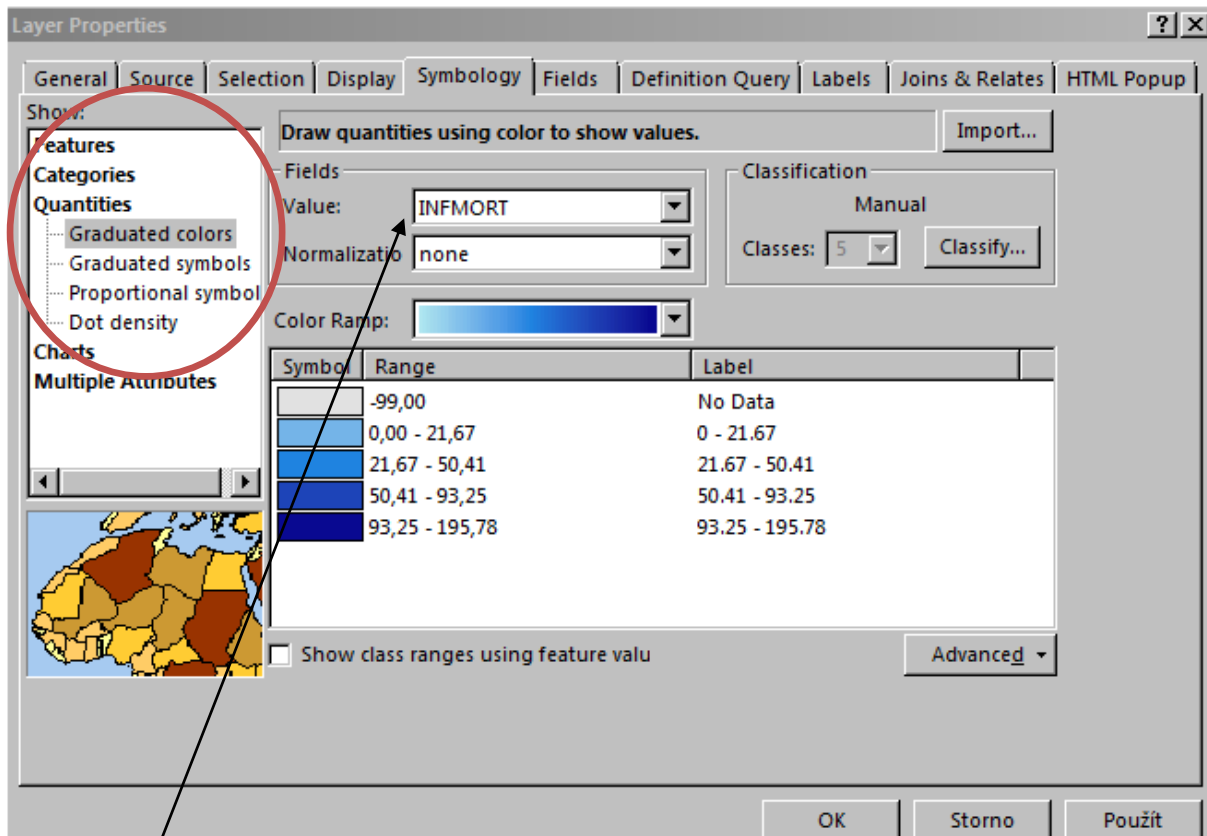 Layer Properties
General Source Selection Display Symbology Fields Definition Query Labels Joins & Relates HTML Popup
Show:
Features
Categories
Quantities
Graduated colors
Graduated symbols
Proportional symbol
Dot density
Charts
Multiple Attributes
Draw quantities using color to show values.
Import...
Fields
Value: INFMORT
Normalizatio none
Classification
Manual
Classes: 5 Classify...
Color Ramp:
Symbol Range Label
-99,00 No Data
0,00 - 21,67 0 - 21.67
21,67 - 50,41 21.67 - 50.41
50,41 - 93,25 50.41 - 93.25
93,25 - 195,78 93.25 - 195.78
Show class ranges using feature valu
Advanced
OK Storno Použít